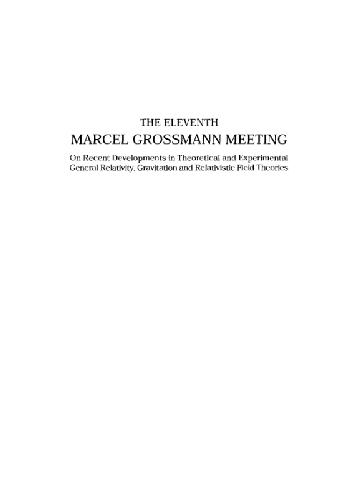 THE ELEVENTH
MARCEL GROSSMANN MEETING
On Recent Developments in Theoretical and Experimental
General Relativity, Gravitation and Relativistic Field Theories